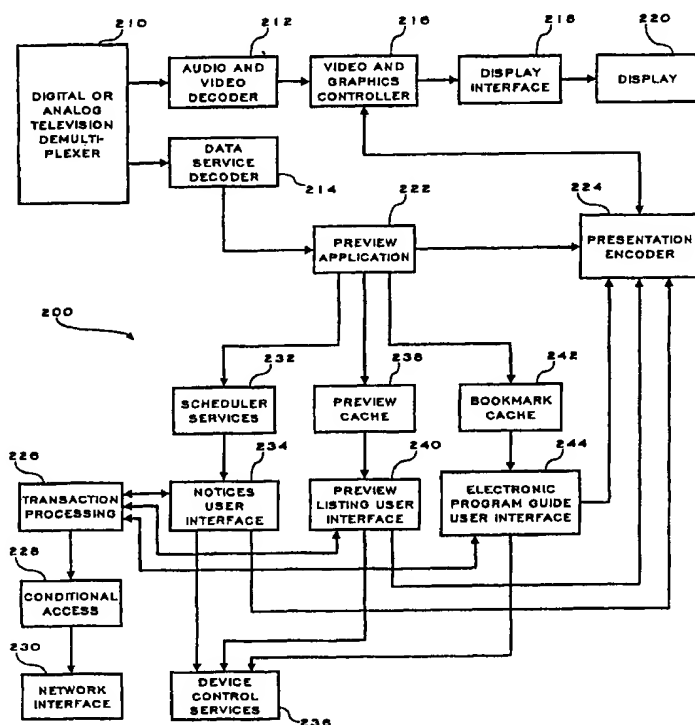 210
212
216
218
220
DIGITAL OR
ANALOG
TELEVISION
DEMULTI-
PLEXER
AUDIO AND
VIDEO
DECODER
VIDEO AND
GRAPHICS
CONTROLLER
DISPLAY
INTERFACE
DISPLAY
DATA
SERVICE
DECODER
214
222
224
PREVIEW
APPLICATION
PRESENTATION
ENCODER
200
232
238
242
SCHEDULER
SERVICES
PREVIEW
CACHE
BOOKMARK
CACHE
226
234
240
244
TRANSACTION
PROCESSING
NOTICES
USER
INTERFACE
PREVIEW
LISTING USER
INTERFACE
ELECTRONIC
PROGRAM GUIDE
USER INTERFACE
228
CONDITIONAL
ACCESS
230
NETWORK
INTERFACE
DEVICE
CONTROL
SERVICES
236